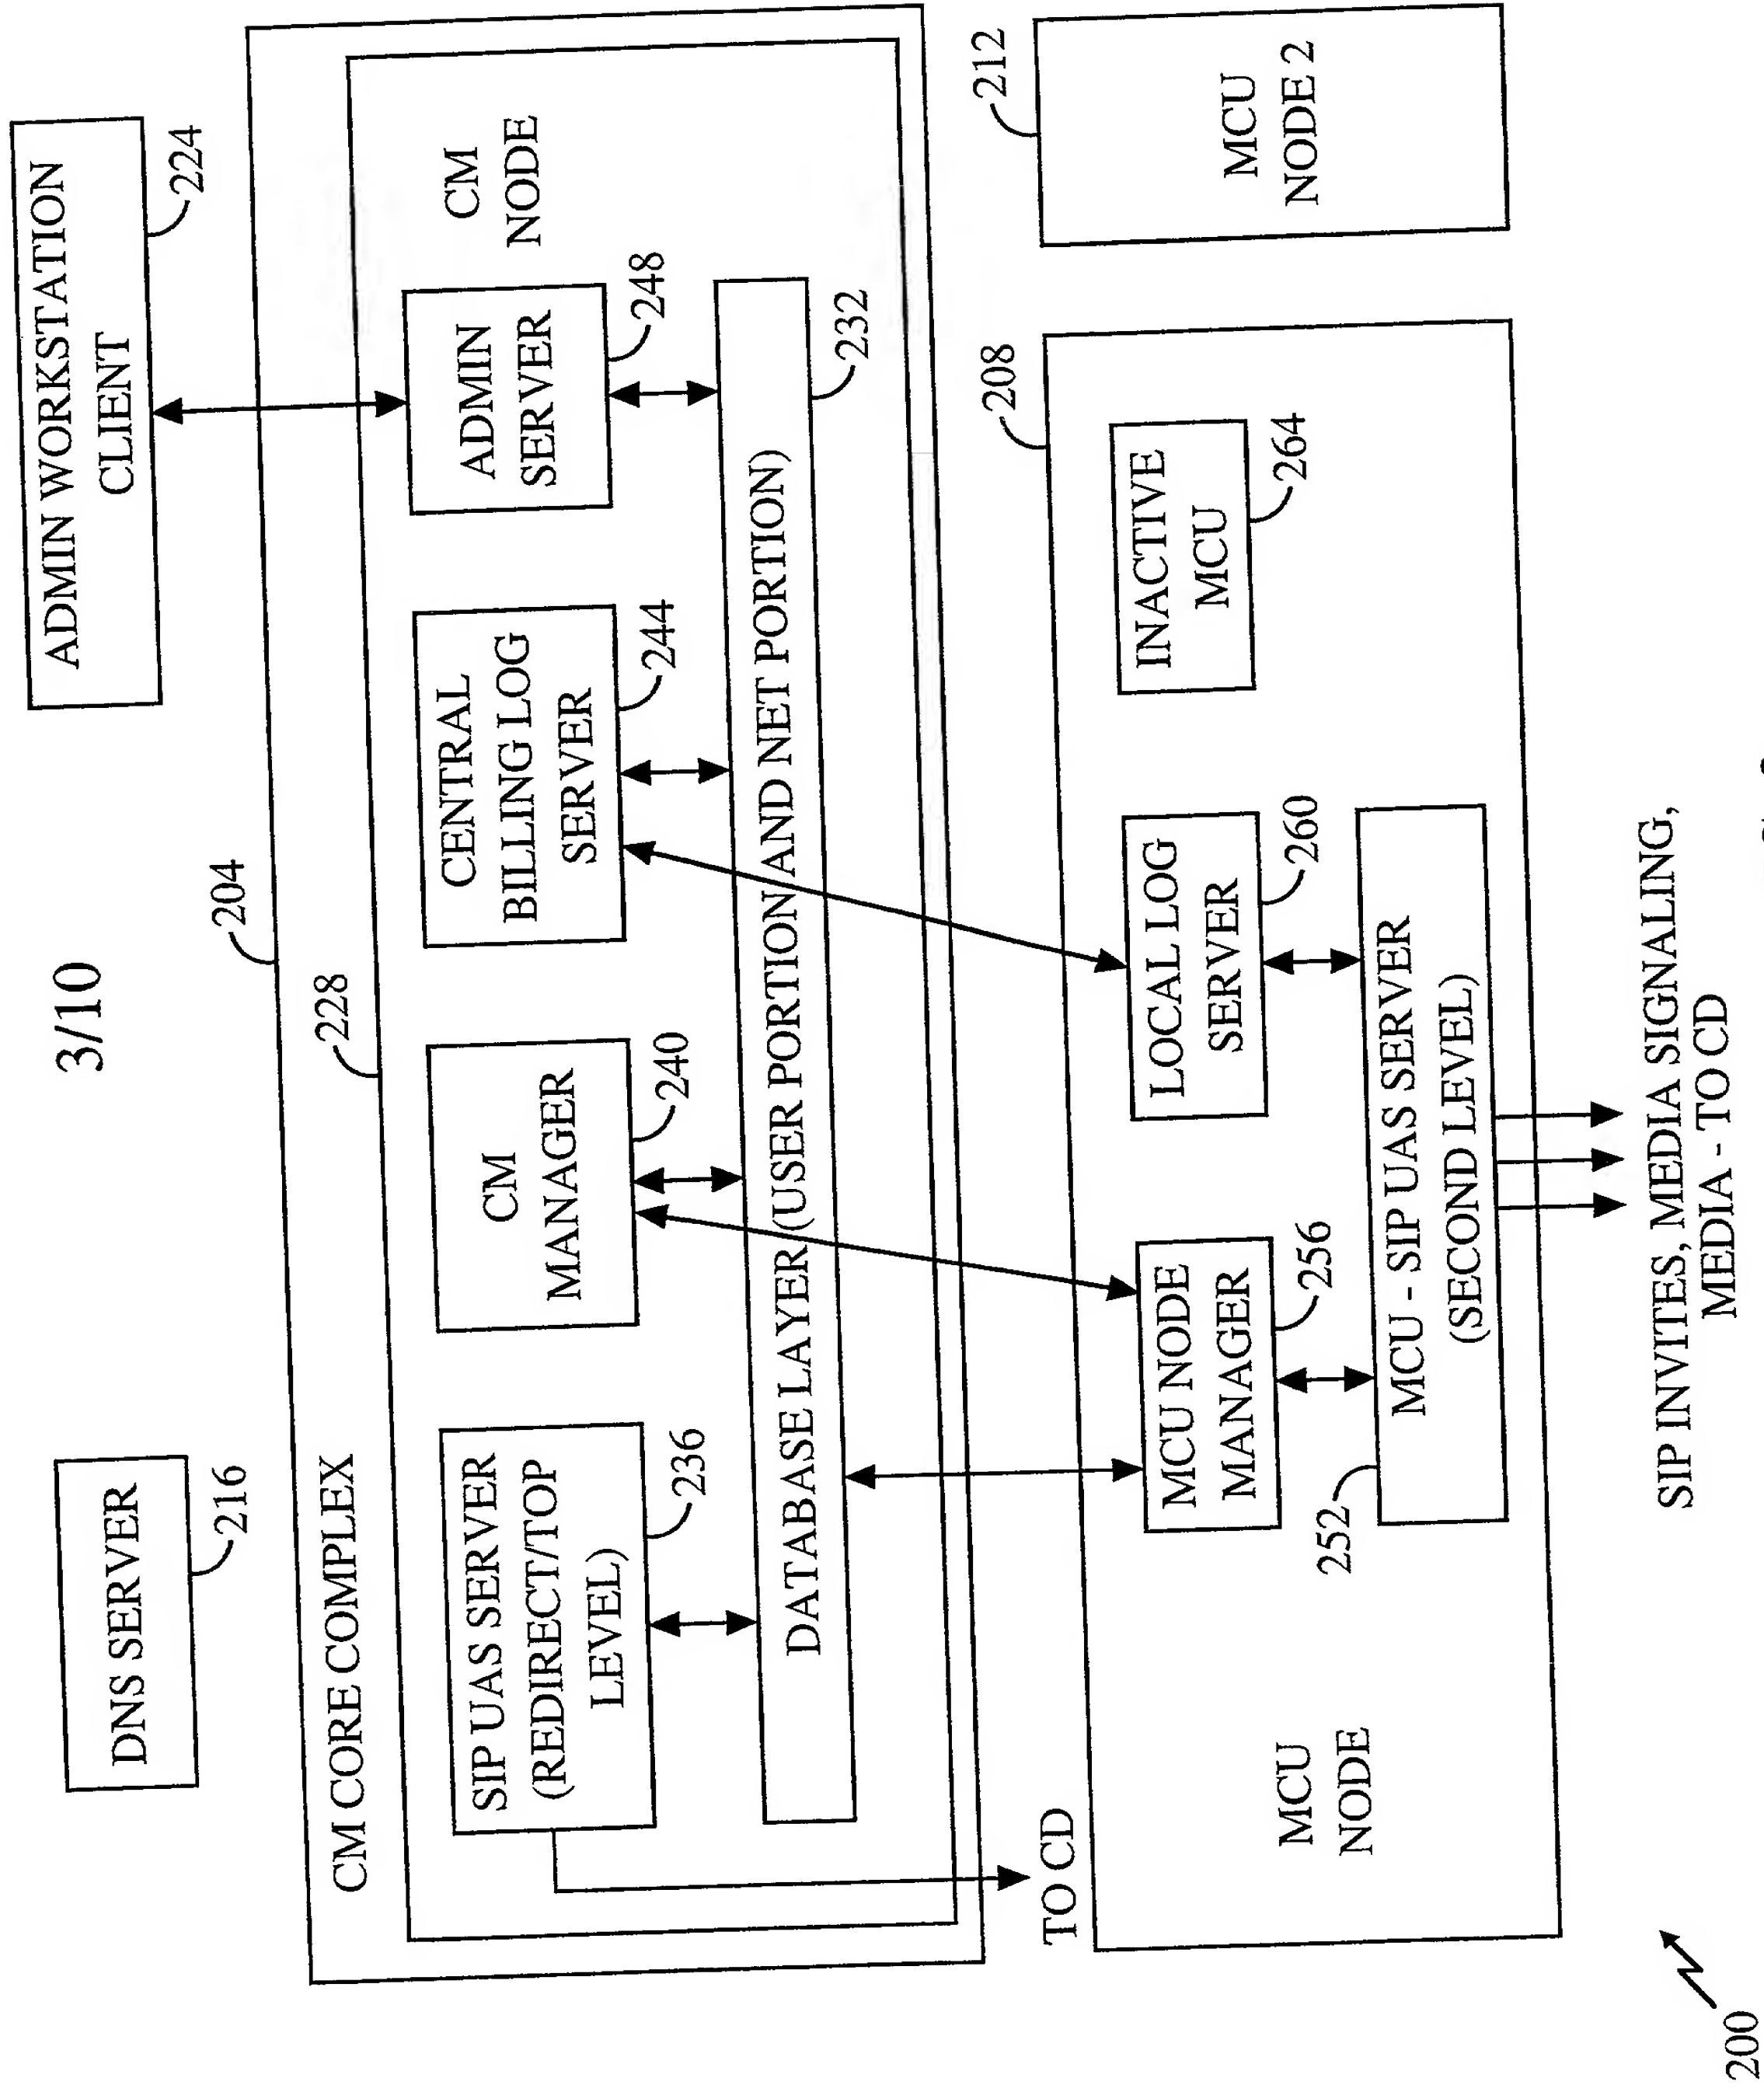 3/10
DNS SERVER
216
ADMIN WORKSTATION
CLIENT
224
204
CM CORE COMPLEX
228
SIP UAS SERVER
(REDIRECT/TOP
LEVEL)
236
CM
MANAGER
240
CENTRAL
BILLING LOG
SERVER
244
ADMIN
SERVER
248
CM
NODE
DATABASE LAYER (USER PORTION AND NET PORTION)
232
TO CD
208
212
MCU
NODE
MCU NODE
MANAGER
256
LOCAL LOG
SERVER
260
INACTIVE
MCU
264
MCU
NODE 2
252
MCU - SIP UAS SERVER
(SECOND LEVEL)
SIP INVITES, MEDIA SIGNALING,
MEDIA - TO CD
200